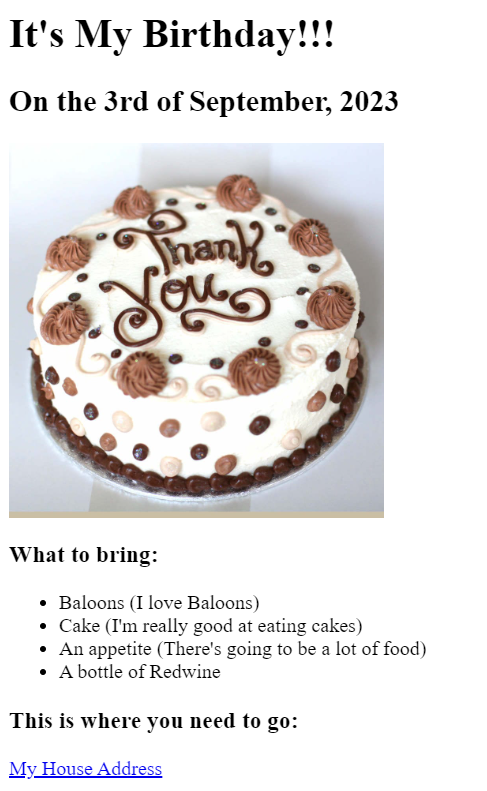 It's My Birthday!!!
On the 3rd of September, 2023
Thank
You
What to bring:
Baloons (I love Baloons)
Cake (I'm really good at eating cakes)
An appetite (There's going to be a lot of food)
A bottle of Redwine
This is where you need to go:
My House Address